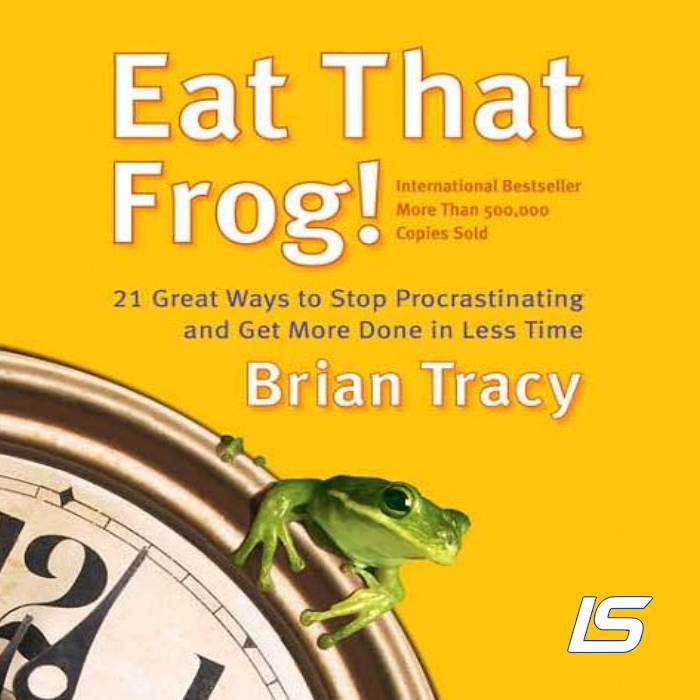 Eat That
Frog!
International Bestseller
More Than 500,000
Copies Sold
21 Great Ways to Stop Procrastinating
and Get More Done in Less Time
Brian Tracy
12
1
LS